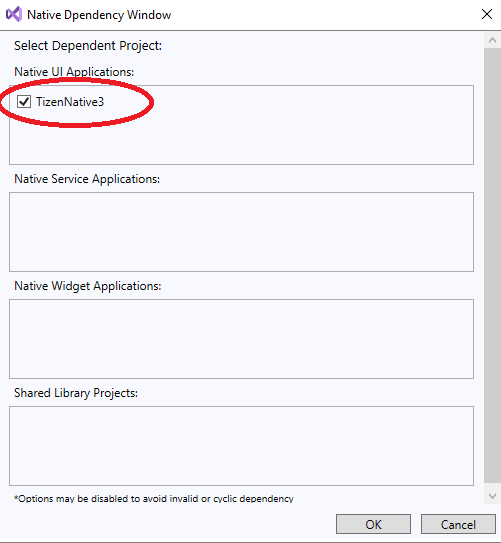 Native Dpendency Window
Select Dependent Project:
Native UI Applications:
TizenNative3
Native Service Applications:
Native Widget Applications:
Shared Library Projects:
*Options may be disabled to avoid invalid or cyclic dependency
OK Cancel